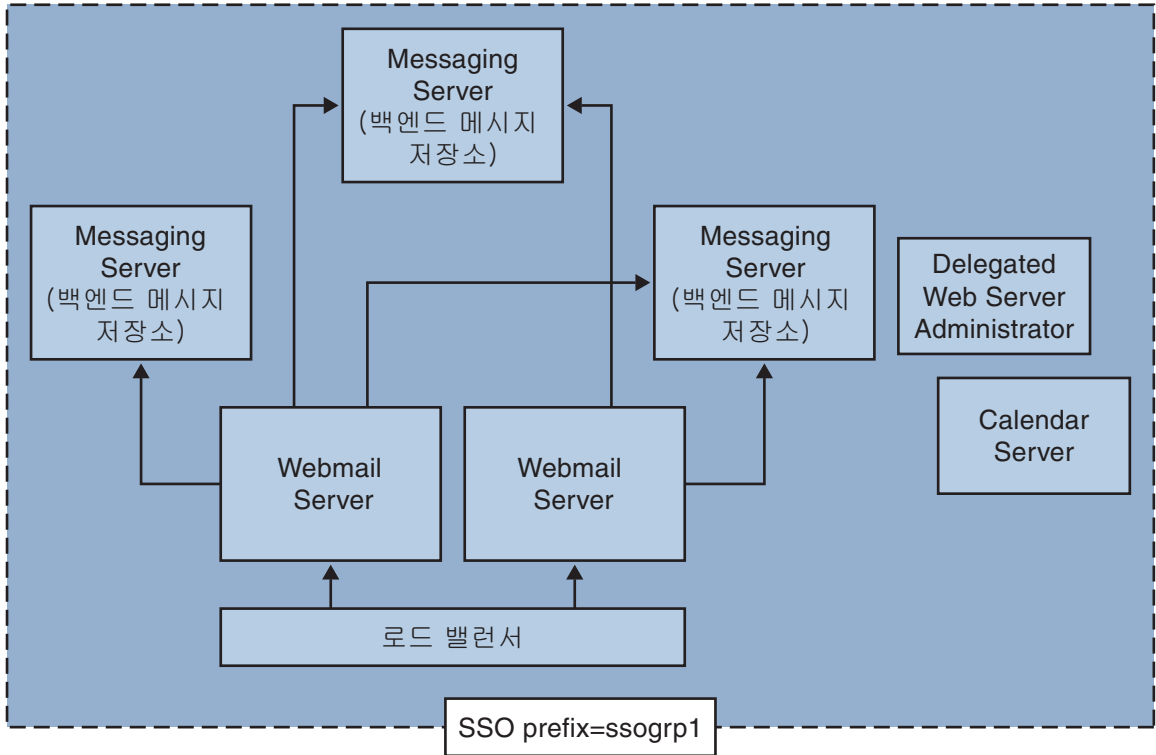 Messaging
Server
(백엔드 메시지
저장소)
Messaging
Server
(백엔드 메시지
저장소)
Messaging
Server
(백엔드 메시지
저장소)
Delegated
Web Server
Administrator
Calendar
Server
Webmail
Server
Webmail
Server
로드 밸런서
SSO prefix=ssogrp1